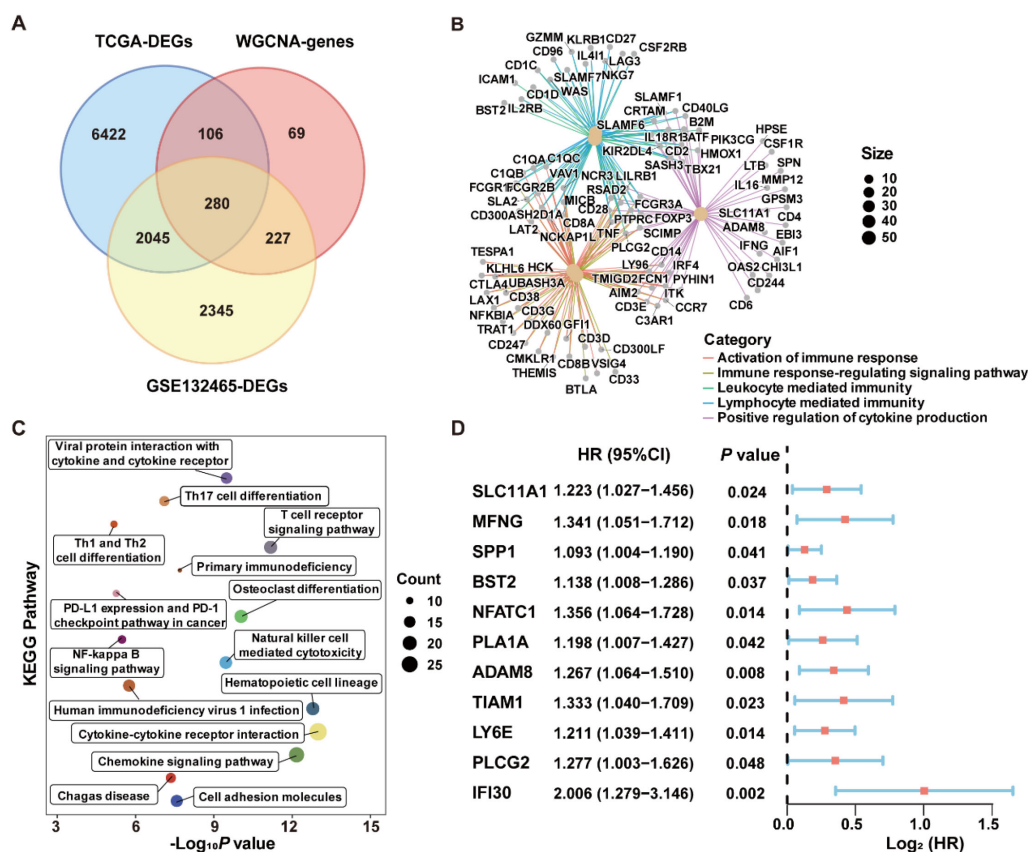 A
TCGA-DEGs
WGCNA-genes
6422
106
69
280
2045
227
2345
GSE132465-DEGs
B
GZMM
KLRB1
CD27
CD96
IL4I1
CSF2RB
CD1C
LAG3
SLAMF7
NKG7
ICAM1
WAS
CD1D
BST2
IL2RB
SLAMF1
CRTAM
CD40LG
SLAMF6
B2M
IL18R1
BATF
PIK3CG
HPSE
KIR2DL4
CD2
HMOX1
CSF1R
C1QA
C1QC
SASH3
TBX21
LTB
SPN
C1QB
VAV1
NCR3
LILRB1
IL16
MMP12
FCGR1A
FCGR2B
RSAD2
GPSM3
SLA2
MICB
FCGR3A
SLC11A1
CD4
CD300A
SH2D1A
CD28
PTPRC
FOXP3
ADAM8
EBI3
LAT2
CD8A
TNF
SCIMP
IFNG
AIF1
NCKAP1L
PLCG2
CD14
OAS2
CHI3L1
TESPA1
LY96
IRF4
CD244
KLHL6
HCK
TMIGD2
FCN1
PYHIN1
CD6
CTLA4
UBASH3A
AIM2
ITK
LAX1
CD38
CD3E
CCR7
NFKBIA
CD3G
C3AR1
TRAT1
DDX60
GFI1
CD247
CD3D
CD300LF
CMKLR1
CD8B
VSIG4
THEMIS
CD33
BTLA
Size
10
20
30
40
50
Category
Activation of immune response
Immune response-regulating signaling pathway
Leukocyte mediated immunity
Lymphocyte mediated immunity
Positive regulation of cytokine production
C
KEGG Pathway
Viral protein interaction with
cytokine and cytokine receptor
Th17 cell differentiation
T cell receptor
signaling pathway
Th1 and Th2
cell differentiation
Primary immunodeficiency
Osteoclast differentiation
PD-L1 expression and PD-1
checkpoint pathway in cancer
Natural killer cell
mediated cytotoxicity
NF-kappa B
signaling pathway
Hematopoietic cell lineage
Human immunodeficiency virus 1 infection
Cytokine-cytokine receptor interaction
Chemokine signaling pathway
Chagas disease
Cell adhesion molecules
3 6 9 12 15
-Log₁₀P value
Count
10
15
20
25
D
HR (95%CI) P value
SLC11A1 1.223 (1.027−1.456) 0.024
MFNG 1.341 (1.051−1.712) 0.018
SPP1 1.093 (1.004−1.190) 0.041
BST2 1.138 (1.008−1.286) 0.037
NFATC1 1.356 (1.064−1.728) 0.014
PLA1A 1.198 (1.007−1.427) 0.042
ADAM8 1.267 (1.064−1.510) 0.008
TIAM1 1.333 (1.040−1.709) 0.023
LY6E 1.211 (1.039−1.411) 0.014
PLCG2 1.277 (1.003−1.626) 0.048
IFI30 2.006 (1.279−3.146) 0.002
0.0 0.5 1.0 1.5
Log₂ (HR)